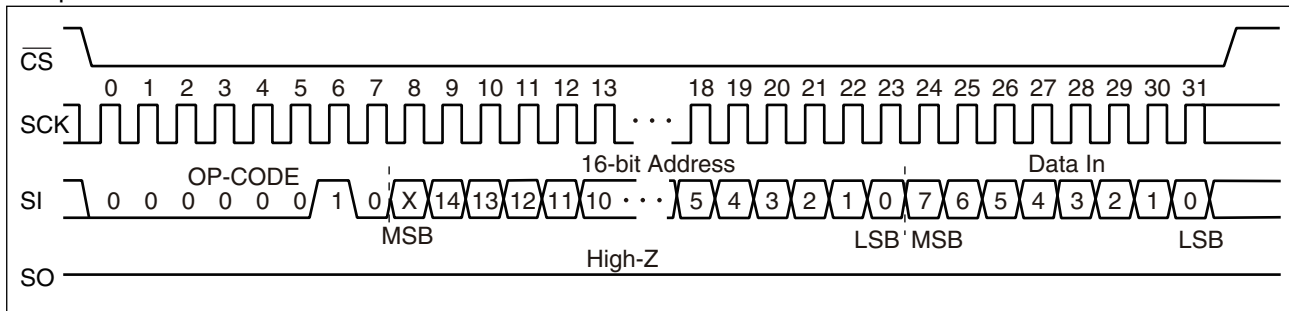 CS
0 1 2 3 4 5 6 7 8 9 10 11 12 13 18 19 20 21 22 23 24 25 26 27 28 29 30 31
SCK
OP-CODE 16-bit Address Data In
SI 0 0 0 0 0 0 1 0 X 14 13 12 11 10 · · · 5 4 3 2 1 0 7 6 5 4 3 2 1 0
MSB LSB MSB LSB
High-Z
SO